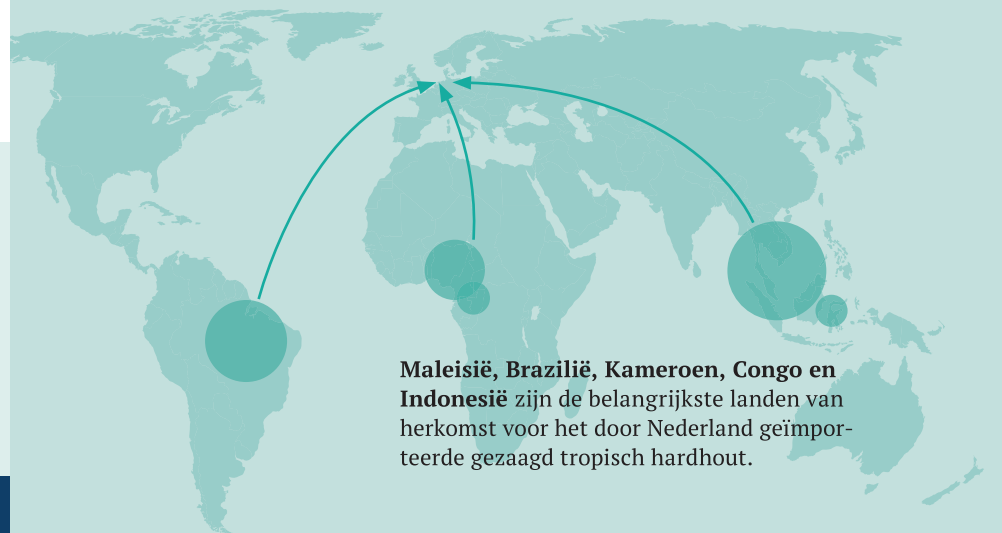 Maleisië, Brazilië, Kameroen, Congo en
Indonesië zijn de belangrijkste landen van
herkomst voor het door Nederland geïmpor-
teerde gezaagd tropisch hardhout.